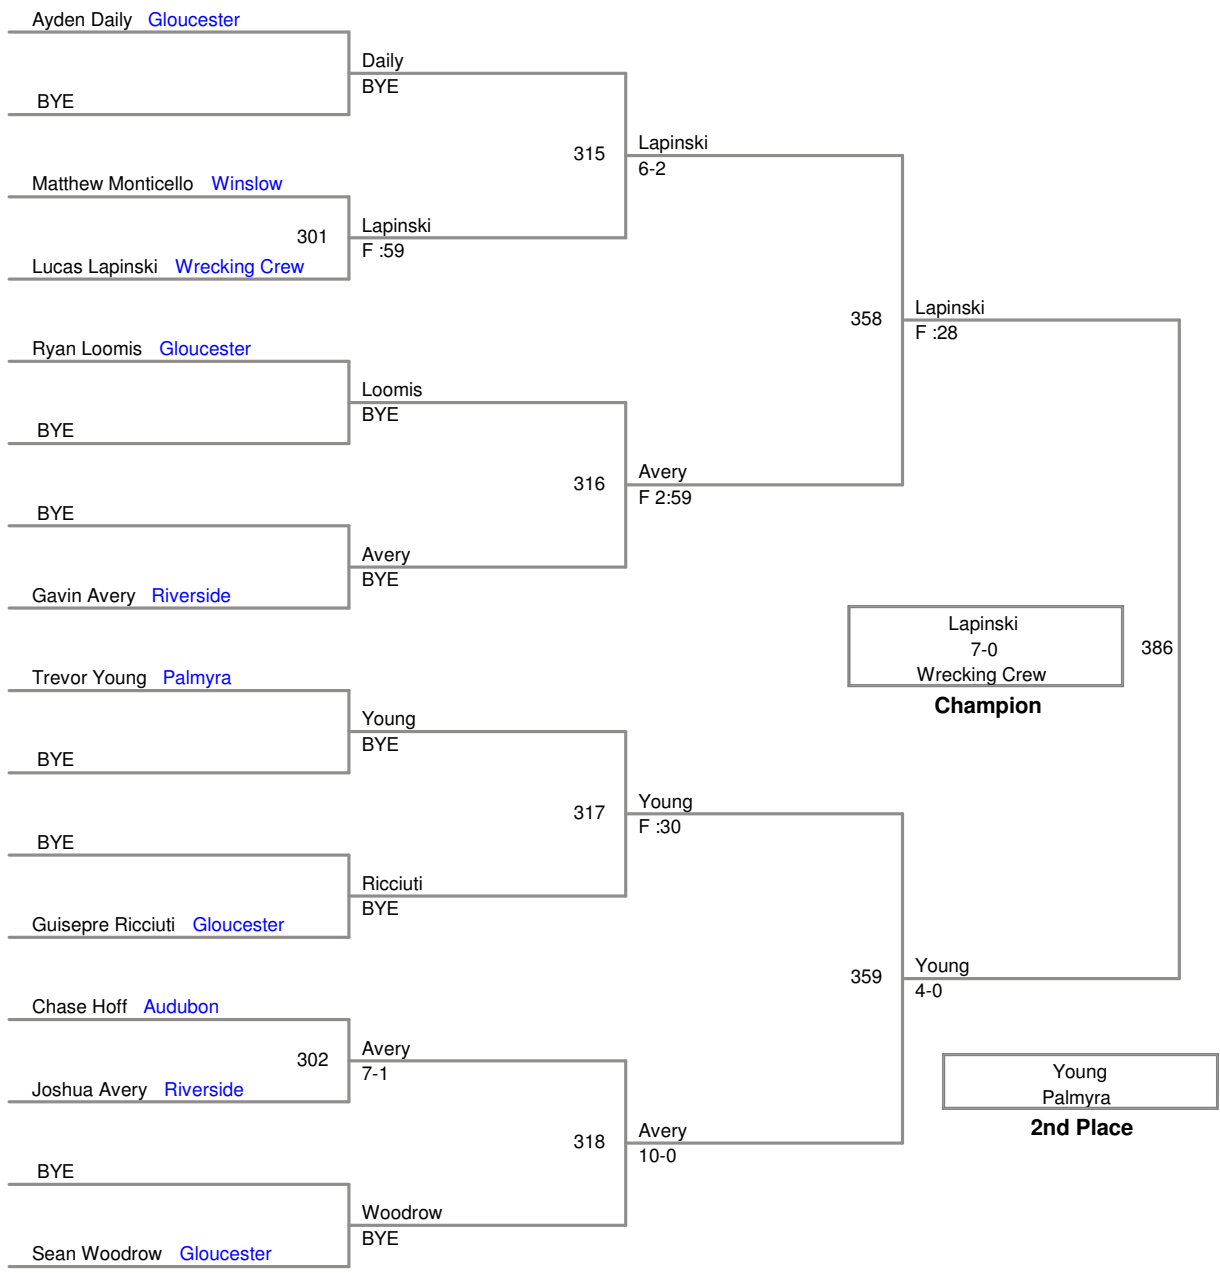 Ayden Daily Gloucester
Daily
BYE
BYE
315
Lapinski
6-2
Matthew Monticello Winslow
301
Lapinski
F :59
Lucas Lapinski Wrecking Crew
358
Lapinski
F :28
Ryan Loomis Gloucester
Loomis
BYE
BYE
316
Avery
F 2:59
BYE
Avery
BYE
Gavin Avery Riverside
Lapinski
7-0
Wrecking Crew
Champion
386
Trevor Young Palmyra
Young
BYE
BYE
317
Young
F :30
BYE
Ricciuti
BYE
Guisepre Ricciuti Gloucester
359
Young
4-0
Chase Hoff Audubon
302
Avery
7-1
Joshua Avery Riverside
Young
Palmyra
2nd Place
318
Avery
10-0
BYE
Woodrow
BYE
Sean Woodrow Gloucester